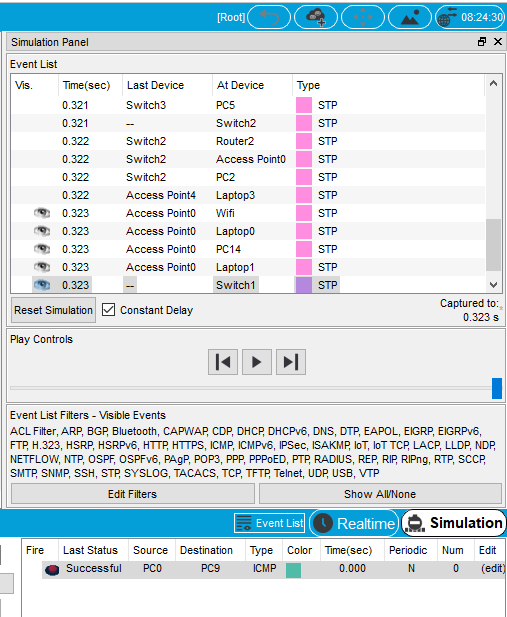 [Root] 08:24:30
Simulation Panel
Event List
Vis. Time(sec) Last Device At Device Type
0.321 Switch3 PC5 STP
0.321 -- Switch2 STP
0.322 Switch2 Router2 STP
0.322 Switch2 Access Point0 STP
0.322 Switch2 PC2 STP
0.322 Access Point4 Laptop3 STP
0.323 Access Point0 Wifi STP
0.323 Access Point0 Laptop0 STP
0.323 Access Point0 PC14 STP
0.323 Access Point0 Laptop1 STP
0.323 -- Switch1 STP
Reset Simulation Constant Delay Captured to:
0.323 s
Play Controls
Event List Filters - Visible Events
ACL Filter, ARP, BGP, Bluetooth, CAPWAP, CDP, DHCP, DHCPv6, DNS, DTP, EAPOL, EIGRP, EIGRPv6,
FTP, H.323, HSRP, HSRPv6, HTTP, HTTPS, ICMP, ICMPv6, IPSec, ISAKMP, IoT, IoT TCP, LACP, LLDP, NDP,
NETFLOW, NTP, OSPF, OSPFv6, PAgP, POP3, PPP, PPPoED, PTP, RADIUS, REP, RIP, RIPng, RTP, SCCP,
SMTP, SNMP, SSH, STP, SYSLOG, TACACS, TCP, TFTP, Telnet, UDP, USB, VTP
Edit Filters Show All/None
Event List Realtime Simulation
Fire Last Status Source Destination Type Color Time(sec) Periodic Num Edit
Successful PC0 PC9 ICMP 0.000 N 0 (edit)